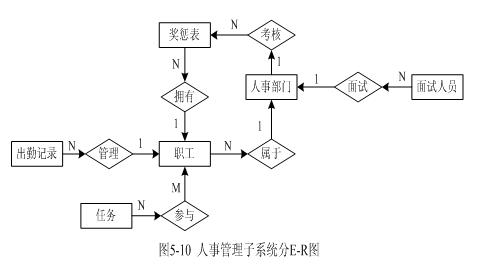 奖惩表
N
考核
N
1
拥有
人事部门
1
面试
N
面试人员
1
1
出勤记录
N
管理
1
职工
N
属于
M
任务
N
参与
图5-10 人事管理子系统分E-R图